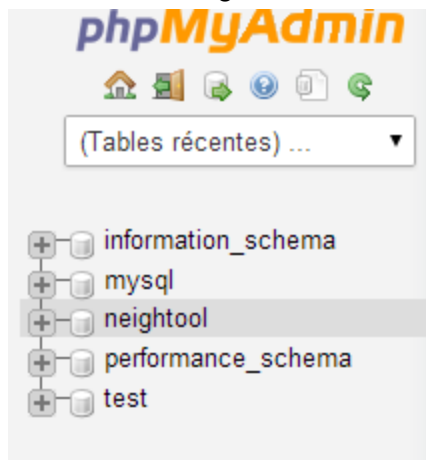 phpMyAdmin
(Tables récentes) ...
information_schema
mysql
neightool
performance_schema
test